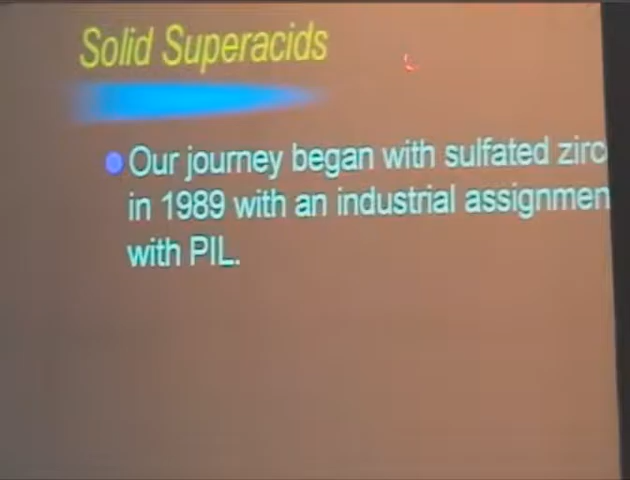 Solid Superacids
Our journey began with sulfated zirc
in 1989 with an industrial assignmen
with PIL.